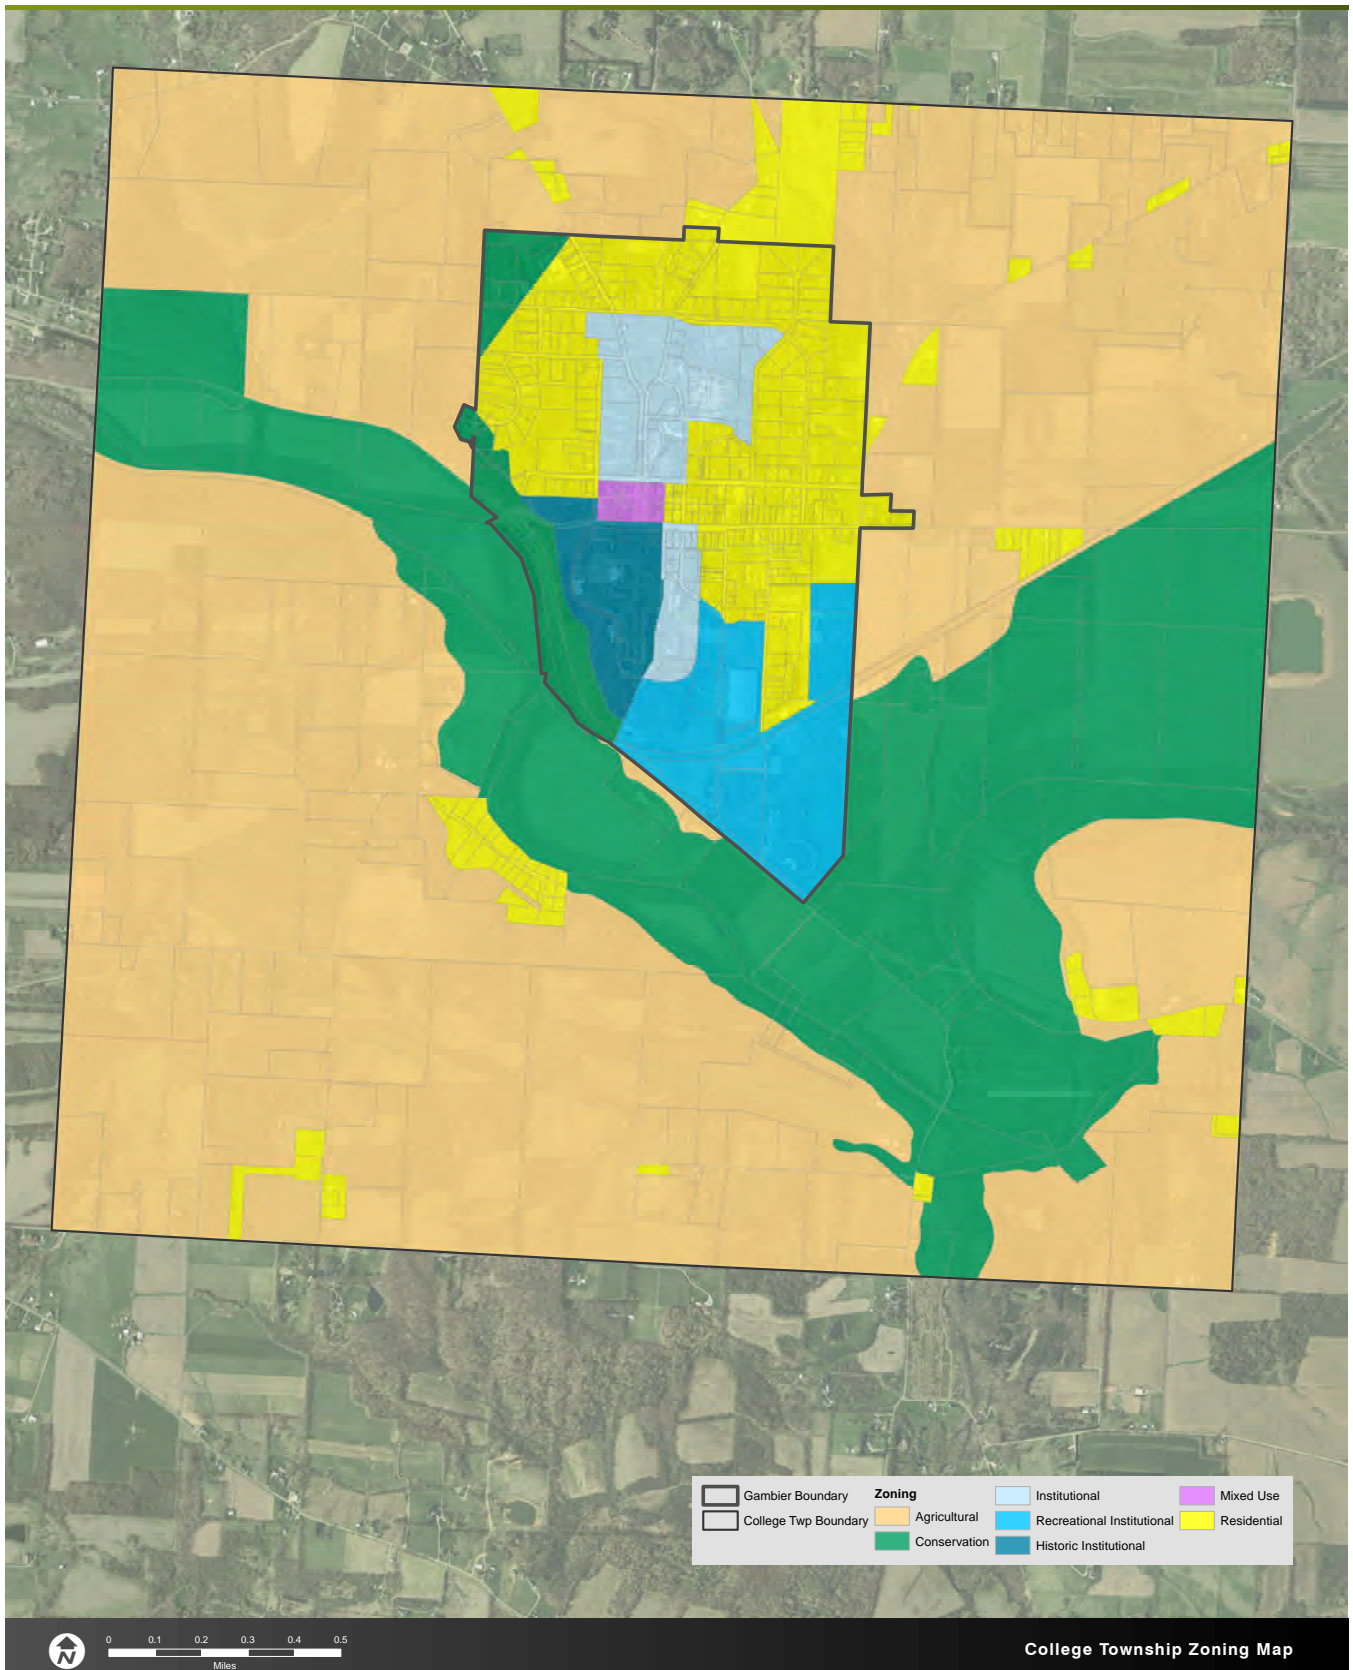 Gambier Boundary
College Twp Boundary
Zoning
Agricultural
Conservation
Institutional
Recreational Institutional
Historic Institutional
Mixed Use
Residential
N
0 0.1 0.2 0.3 0.4 0.5
Miles
College Township Zoning Map